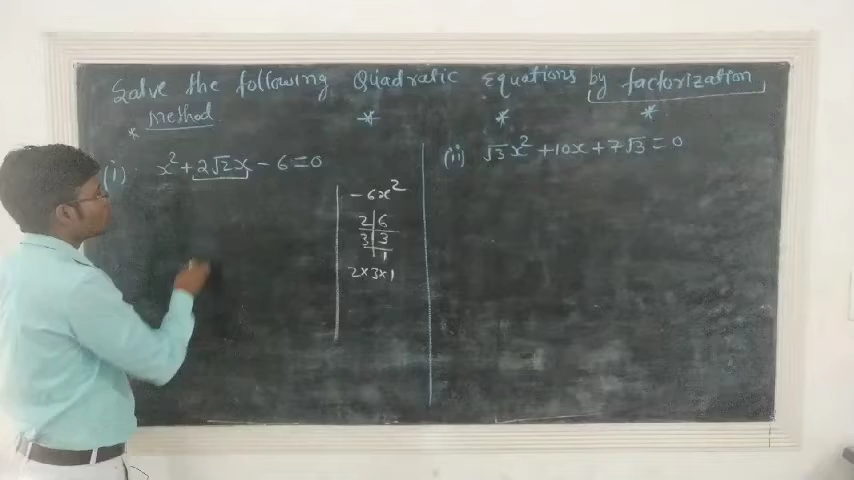 Solve the following Quadratic Equations by factorization
* method * * *
(i) x² + 2√2x - 6 = 0
- 6x²
2 | 6
3 | 3
1
2×3×1
(ii) √3x² + 10x + 7√3 = 0